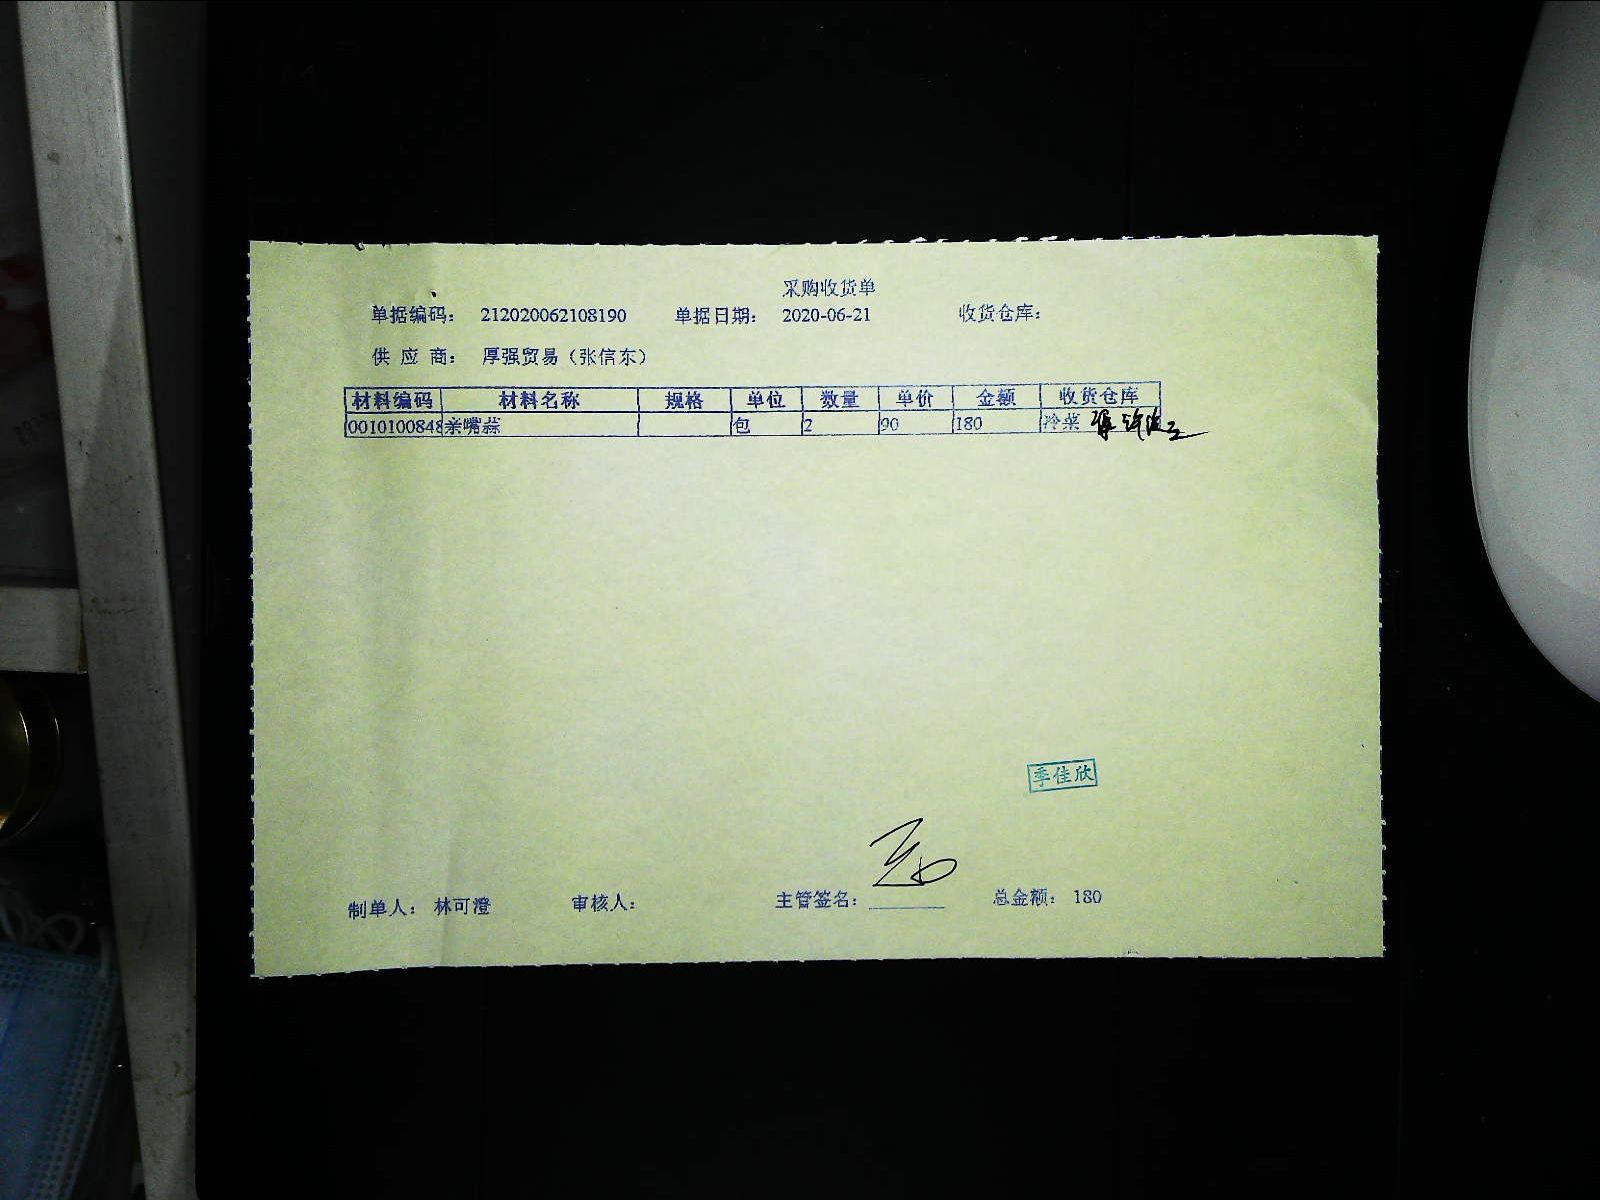 采购收货单
单据编码： 212020062108190 单据日期： 2020-06-21 收货仓库：
供 应 商： 厚强贸易（张信东）
材料编码 材料名称 规格 单位 数量 单价 金额 收货仓库
0010100848 亲嘴蒜 包 2 90 180 冷菜
季佳欣
制单人： 林可澄 审核人： 主管签名： 总金额： 180